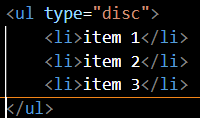 <ul type="disc">
    <li>item 1</li>
    <li>item 2</li>
    <li>item 3</li>
</ul>